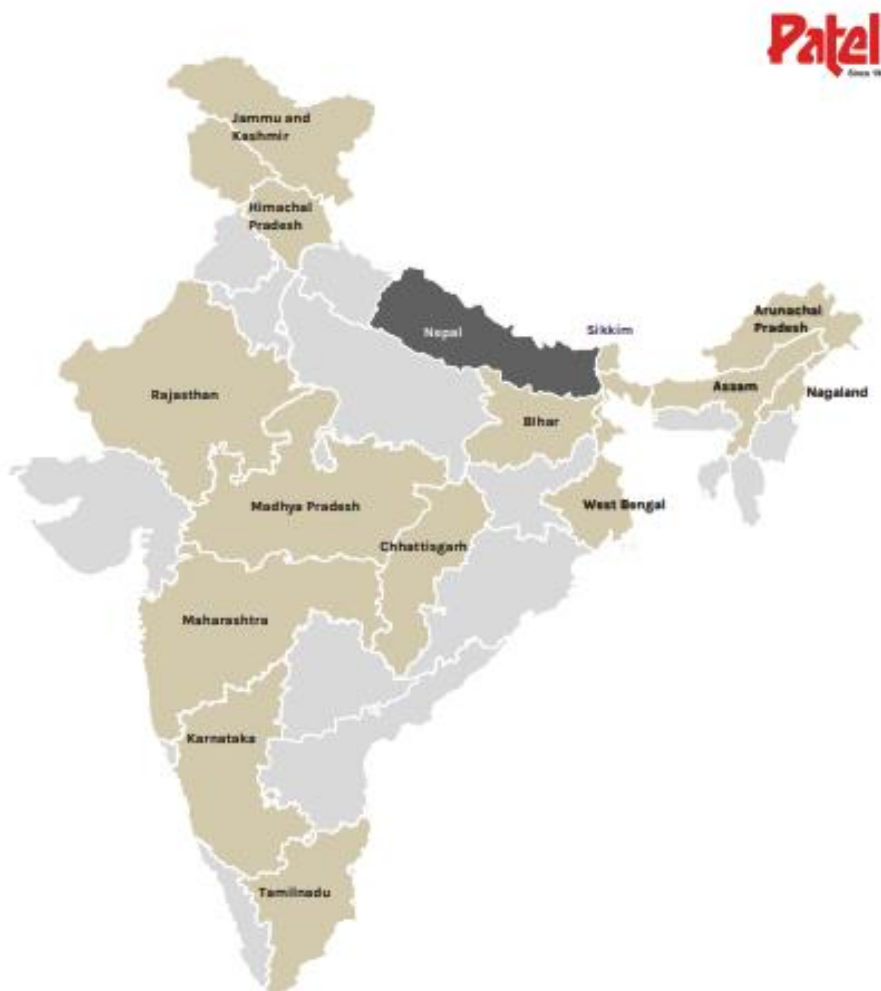 Patel
Jammu and
Kashmir
Himachal
Pradesh
Nepal
Sikkim
Arunachal
Pradesh
Rajasthan
Assam
Nagaland
Bihar
Madhya Pradesh
West Bengal
Chhattisgarh
Maharashtra
Karnataka
Tamilnadu